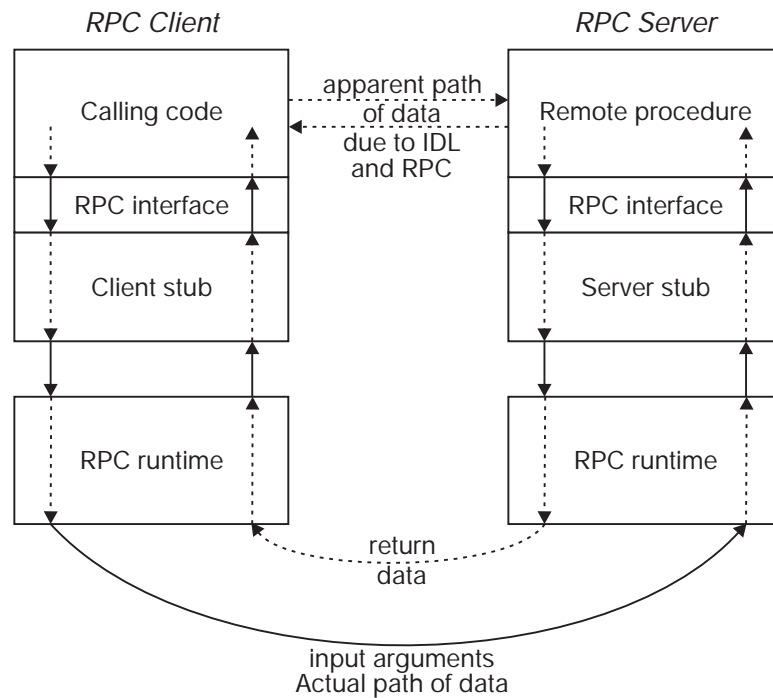 RPC Client
RPC Server
Calling code
apparent path
of data
due to IDL
and RPC
Remote procedure
RPC interface
RPC interface
Client stub
Server stub
RPC runtime
RPC runtime
return
data
input arguments
Actual path of data